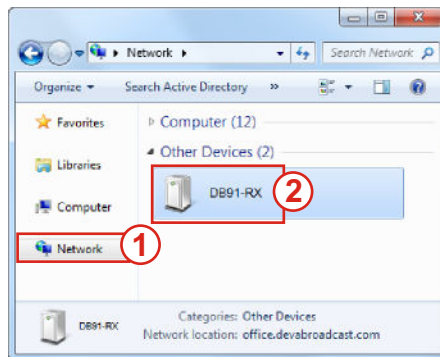 Network
Search Network
Organize
Search Active Directory
»
Favorites
Libraries
Computer
Network
1
Computer (12)
Other Devices (2)
DB91-RX
2
DB91-RX
Categories: Other Devices
Network location: office.devabroadcast.com